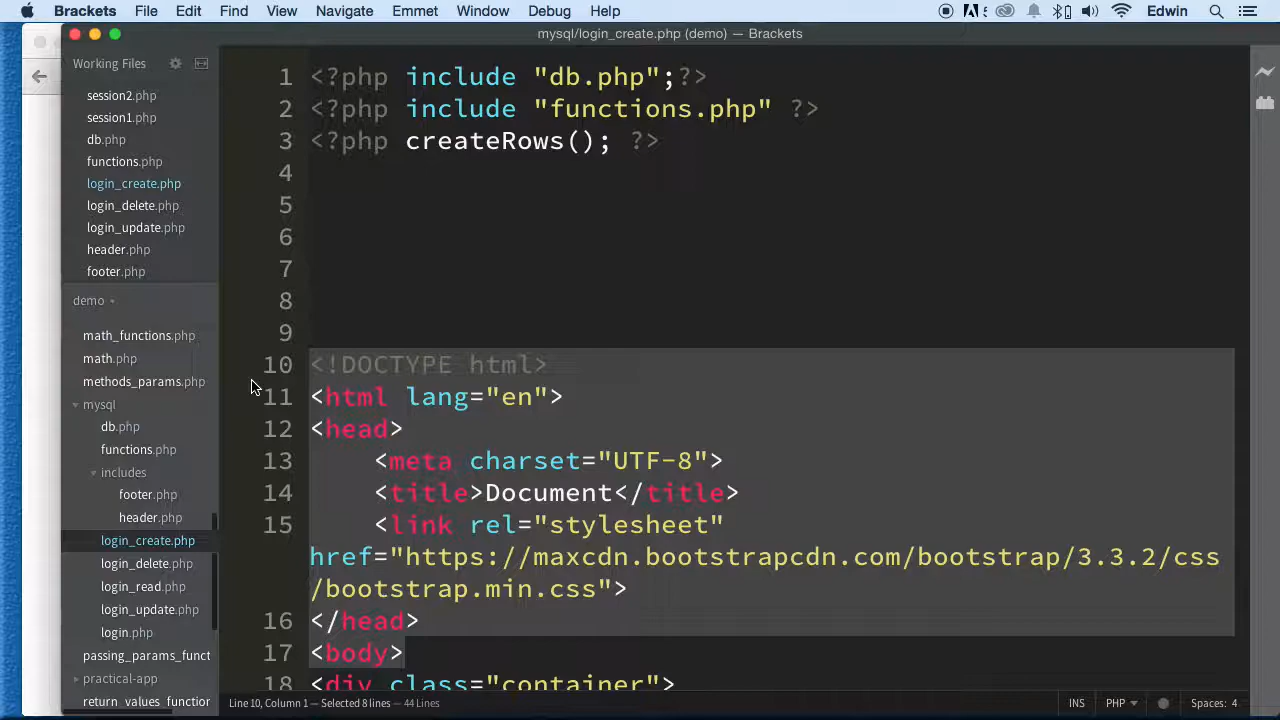 Brackets File Edit Find View Navigate Emmet Window Debug Help Edwin
mysql/login_create.php (demo) — Brackets
Working Files
session2.php
session1.php
db.php
functions.php
login_create.php
login_delete.php
login_update.php
header.php
footer.php
demo
math_functions.php
math.php
methods_params.php
mysql
db.php
functions.php
includes
footer.php
header.php
login_create.php
login_delete.php
login_read.php
login_update.php
login.php
passing_params_funct
practical-app
return_values_function
1 <?php include "db.php";?>
2 <?php include "functions.php" ?>
3 <?php createRows(); ?>
4
5
6
7
8
9
10 <!DOCTYPE html>
11 <html lang="en">
12 <head>
13 <meta charset="UTF-8">
14 <title>Document</title>
15 <link rel="stylesheet"
href="https://maxcdn.bootstrapcdn.com/bootstrap/3.3.2/css
/bootstrap.min.css">
16 </head>
17 <body>
18 <div class="container">
Line 10, Column 1 — Selected 8 lines — 44 Lines INS PHP Spaces: 4